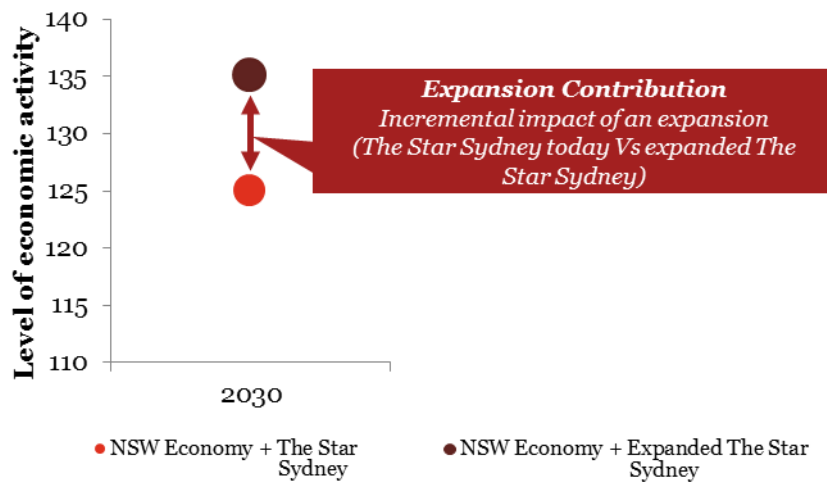 Level of economic activity
140
135
130
125
120
115
110
2030
Expansion Contribution
Incremental impact of an expansion
(The Star Sydney today Vs expanded The
Star Sydney)
NSW Economy + The Star
Sydney
NSW Economy + Expanded The Star
Sydney